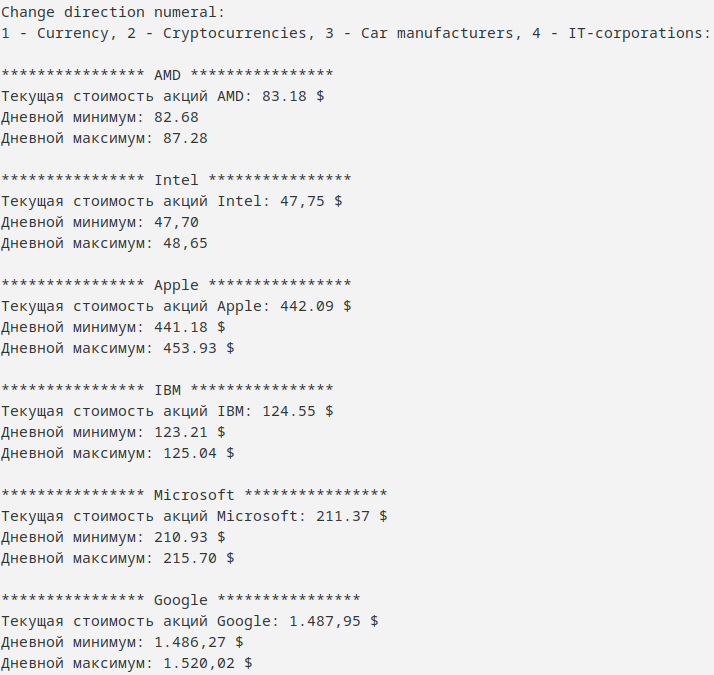 Change direction numeral:
1 - Currency, 2 - Cryptocurrencies, 3 - Car manufacturers, 4 - IT-corporations:
**************** AMD ****************
Текущая стоимость акций AMD: 83.18 $
Дневной минимум: 82.68
Дневной максимум: 87.28
**************** Intel ****************
Текущая стоимость акций Intel: 47,75 $
Дневной минимум: 47,70
Дневной максимум: 48,65
**************** Apple ****************
Текущая стоимость акций Apple: 442.09 $
Дневной минимум: 441.18 $
Дневной максимум: 453.93 $
**************** IBM ****************
Текущая стоимость акций IBM: 124.55 $
Дневной минимум: 123.21 $
Дневной максимум: 125.04 $
**************** Microsoft ****************
Текущая стоимость акций Microsoft: 211.37 $
Дневной минимум: 210.93 $
Дневной максимум: 215.70 $
**************** Google ****************
Текущая стоимость акций Google: 1.487,95 $
Дневной минимум: 1.486,27 $
Дневной максимум: 1.520,02 $